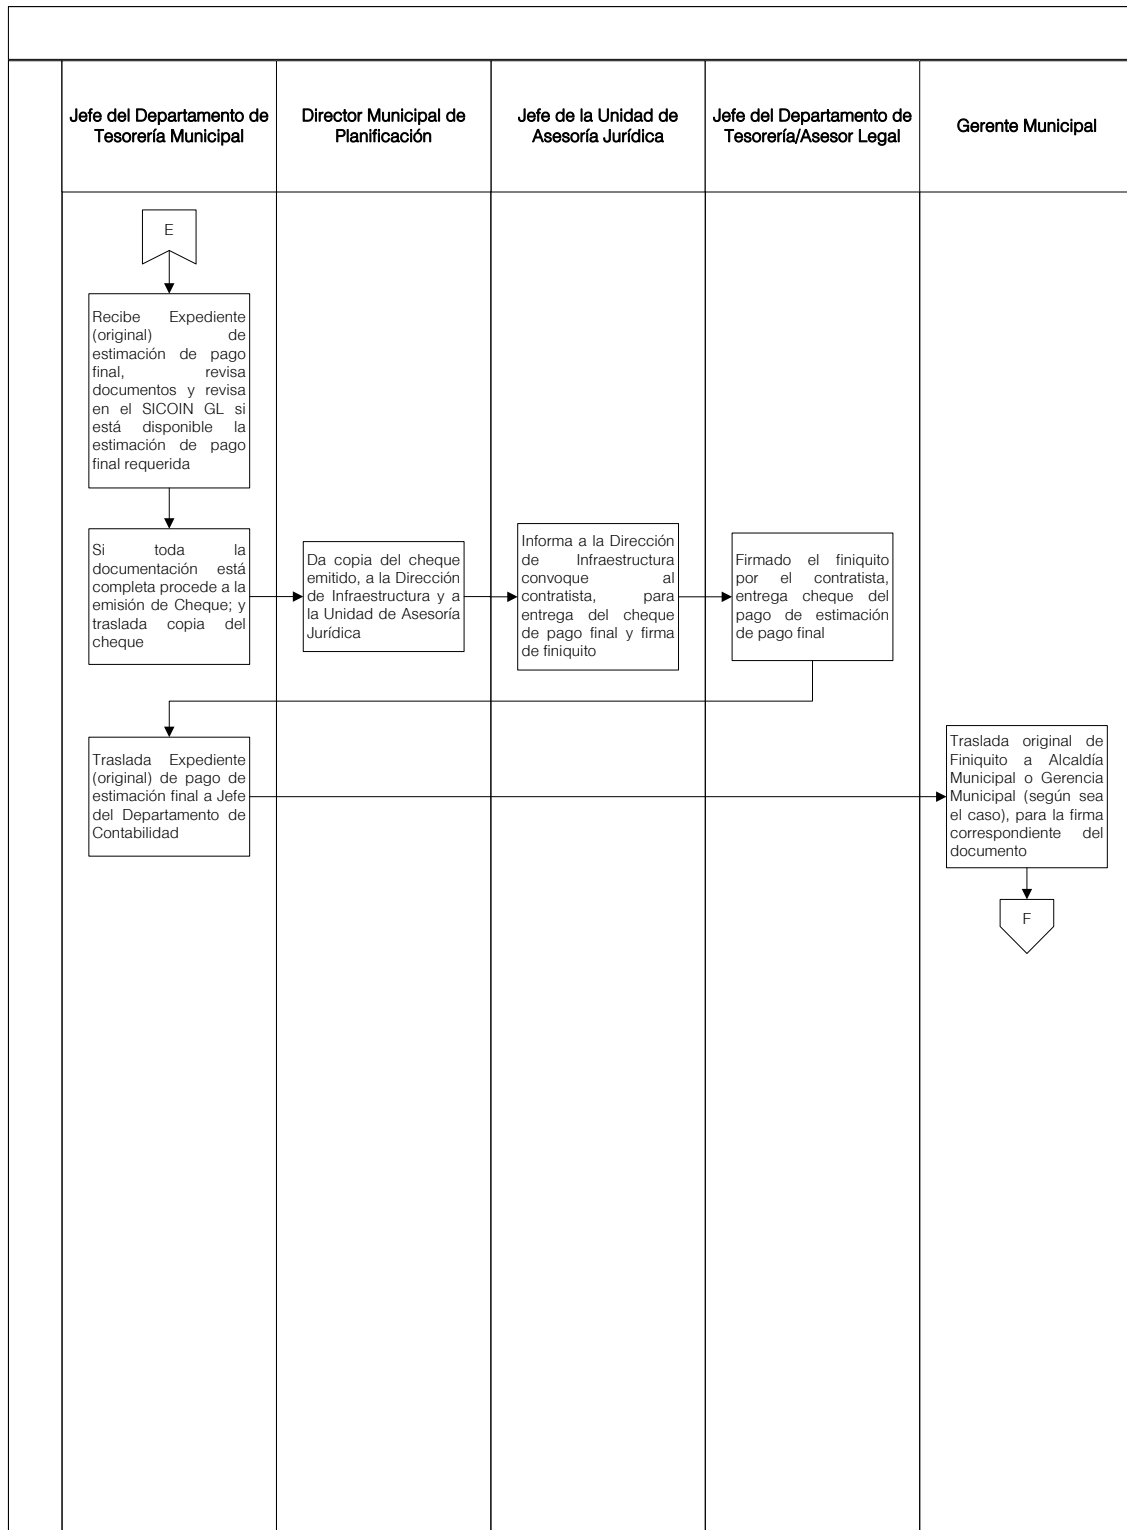 Jefe del Departamento de
Tesorería Municipal
Director Municipal de
Planificación
Jefe de la Unidad de
Asesoría Jurídica
Jefe del Departamento de
Tesorería/Asesor Legal
Gerente Municipal
E
Recibe Expediente
(original) de
estimación de pago
final, revisa
documentos y revisa
en el SICOIN GL si
está disponible la
estimación de pago
final requerida
Si toda la
documentación está
completa procede a la
emisión de Cheque; y
traslada copia del
cheque
Da copia del cheque
emitido, a la Dirección
de Infraestructura y a
la Unidad de Asesoría
Jurídica
Informa a la Dirección
de Infraestructura
convoque al
contratista, para
entrega del cheque
de pago final y firma
de finiquito
Firmado el finiquito
por el contratista,
entrega cheque del
pago de estimación
de pago final
Traslada Expediente
(original) de pago de
estimación final a Jefe
del Departamento de
Contabilidad
Traslada original de
Finiquito a Alcaldía
Municipal o Gerencia
Municipal (según sea
el caso), para la firma
correspondiente del
documento
F